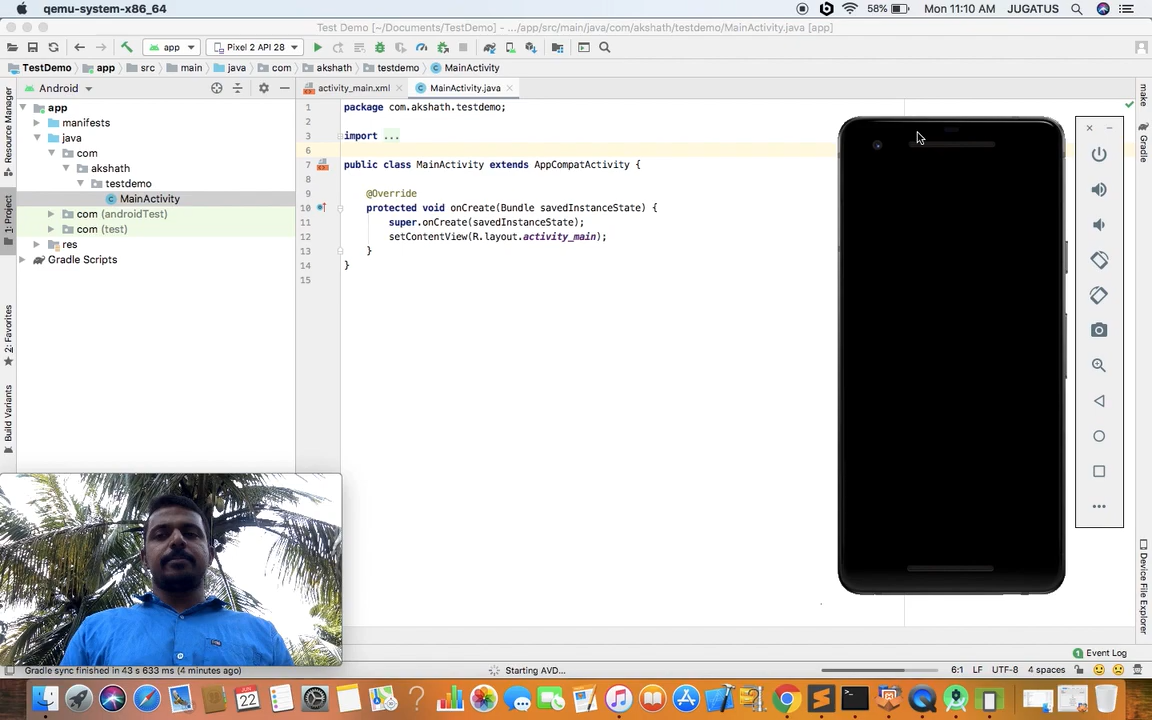 qemu-system-x86_64
58%
Mon 11:10 AM
JUGATUS
Test Demo [~/Documents/TestDemo] - .../app/src/main/java/com/akshath/testdemo/MainActivity.java [app]
app
Pixel 2 API 28
TestDemo
app
src
main
java
com
akshath
testdemo
MainActivity
Android
activity_main.xml
MainActivity.java
Resource Manager
1: Project
2: Favorites
Build Variants
app
manifests
java
com
akshath
testdemo
MainActivity
com (androidTest)
com (test)
res
Gradle Scripts
1 package com.akshath.testdemo;
2
3 import ...
6
7 public class MainActivity extends AppCompatActivity {
8
9 @Override
10 protected void onCreate(Bundle savedInstanceState) {
11 super.onCreate(savedInstanceState);
12 setContentView(R.layout.activity_main);
13 }
14 }
15
make
Gradle
Device File Explorer
1 Event Log
Gradle sync finished in 43 s 633 ms (4 minutes ago)
Starting AVD...
6:1 LF UTF-8 4 spaces
JUN
22